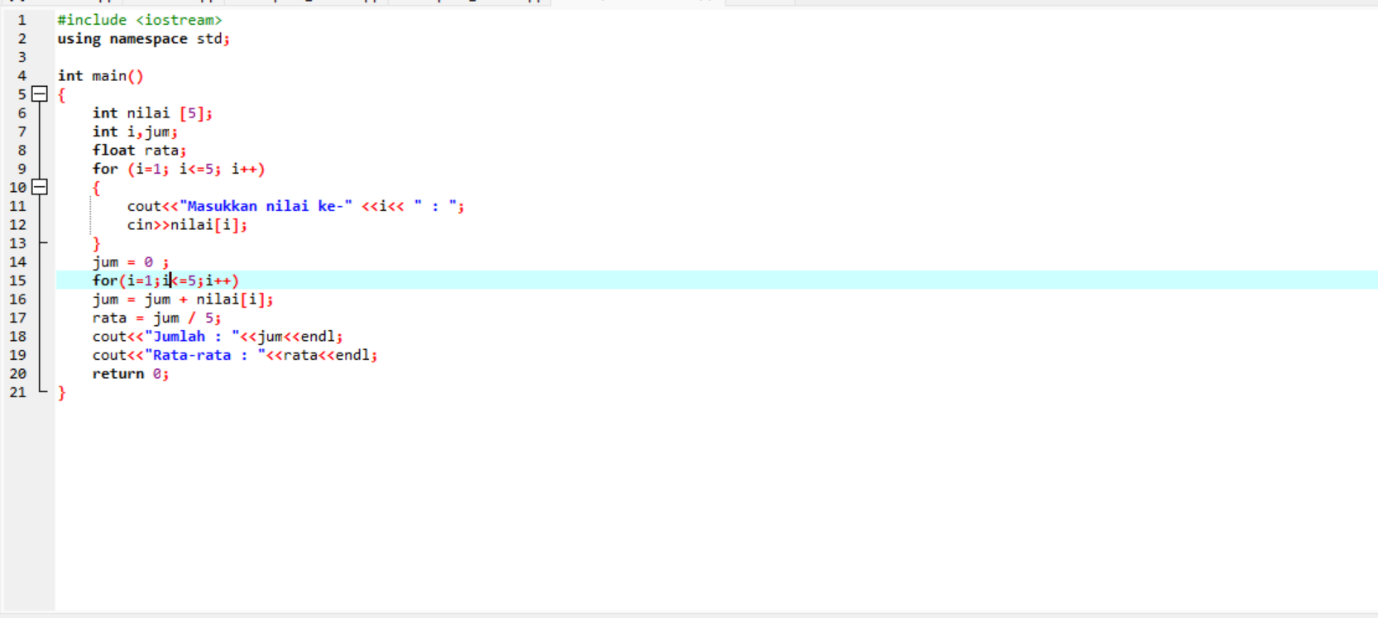 1 #include <iostream>
2 using namespace std;
3
4 int main()
5 {
6 int nilai [5];
7 int i,jum;
8 float rata;
9 for (i=1; i<=5; i++)
10 {
11 cout<<"Masukkan nilai ke-" <<i<< " : ";
12 cin>>nilai[i];
13 }
14 jum = 0 ;
15 for(i=1;i<=5;i++)
16 jum = jum + nilai[i];
17 rata = jum / 5;
18 cout<<"Jumlah : "<<jum<<endl;
19 cout<<"Rata-rata : "<<rata<<endl;
20 return 0;
21 }